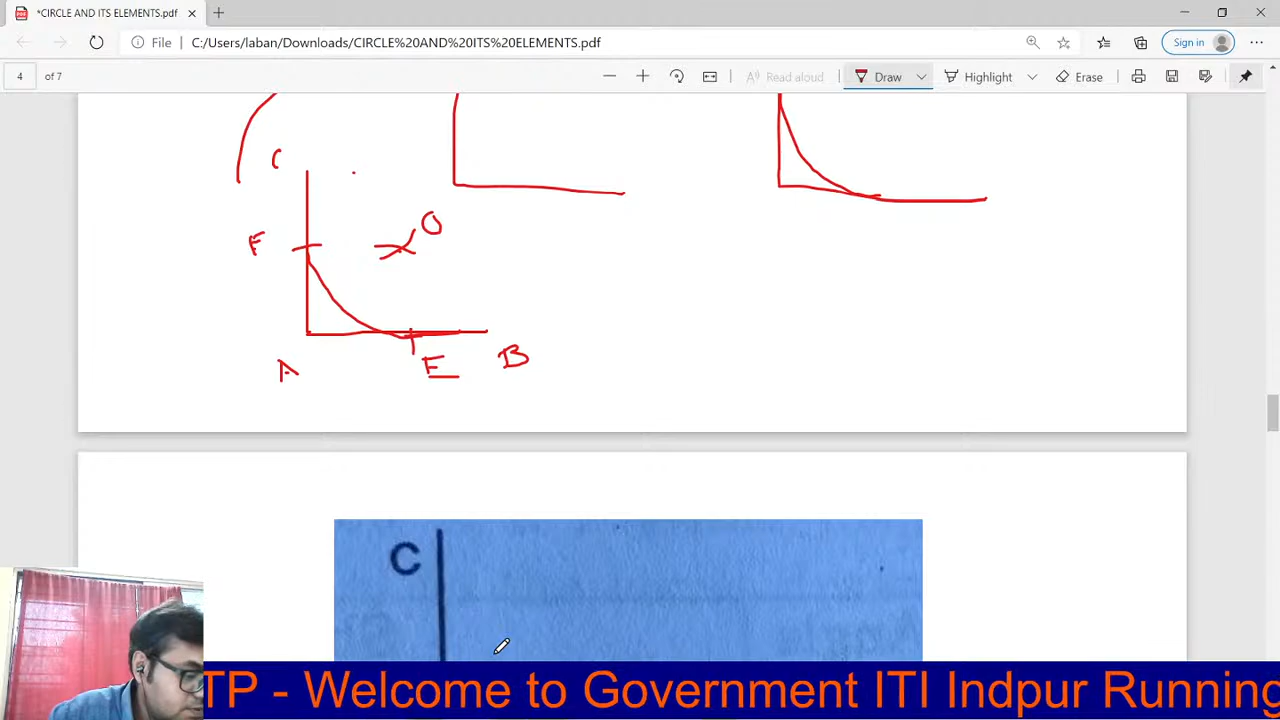 *CIRCLE AND ITS ELEMENTS.pdf
File C:/Users/laban/Downloads/CIRCLE%20AND%20ITS%20ELEMENTS.pdf
Sign in
4 of 7
Read aloud
Draw
Highlight
Erase
C
F
O
A
E
B
C
TP - Welcome to Government ITI Indpur Running